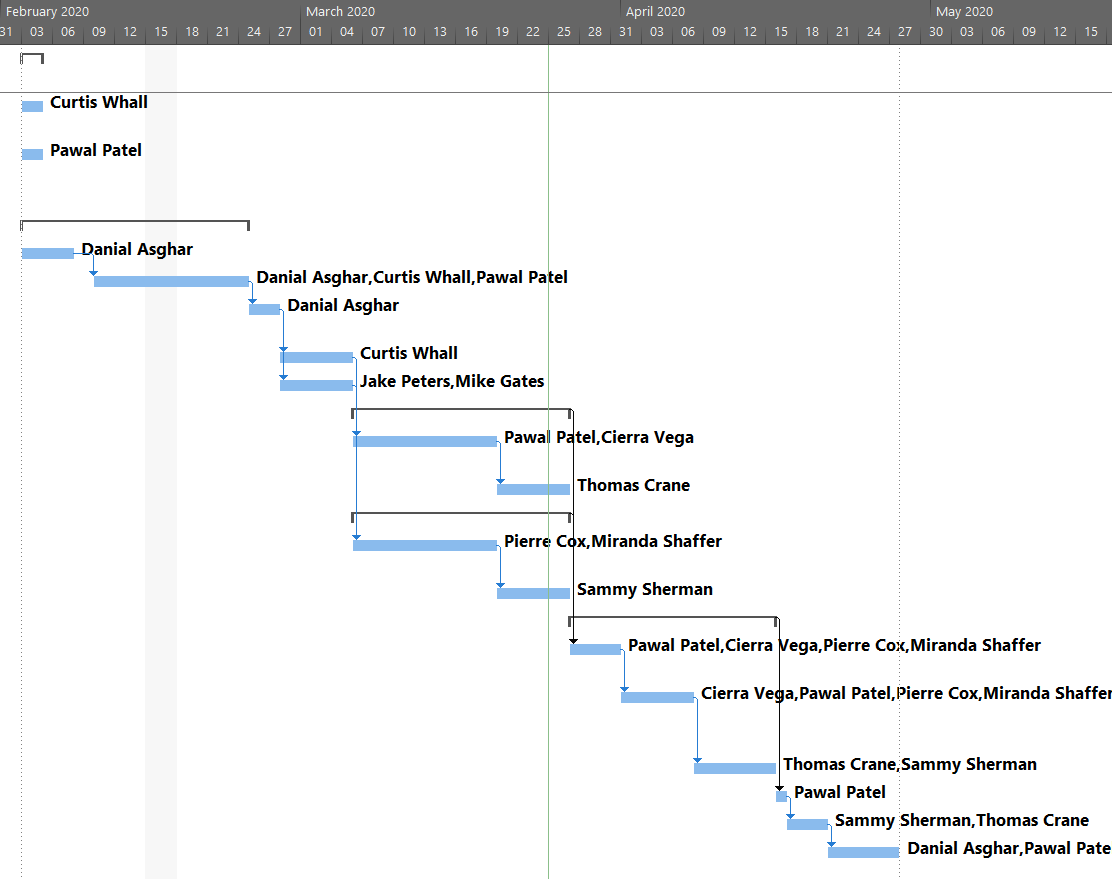 February 2020 March 2020 April 2020 May 2020
31 03 06 09 12 15 18 21 24 27 01 04 07 10 13 16 19 22 25 28 31 03 06 09 12 15 18 21 24 27 30 03 06 09 12 15
Curtis Whall
Pawal Patel
Danial Asghar
Danial Asghar,Curtis Whall,Pawal Patel
Danial Asghar
Curtis Whall
Jake Peters,Mike Gates
Pawal Patel,Cierra Vega
Thomas Crane
Pierre Cox,Miranda Shaffer
Sammy Sherman
Pawal Patel,Cierra Vega,Pierre Cox,Miranda Shaffer
Cierra Vega,Pawal Patel,Pierre Cox,Miranda Shaffer
Thomas Crane,Sammy Sherman
Pawal Patel
Sammy Sherman,Thomas Crane
Danial Asghar,Pawal Pate